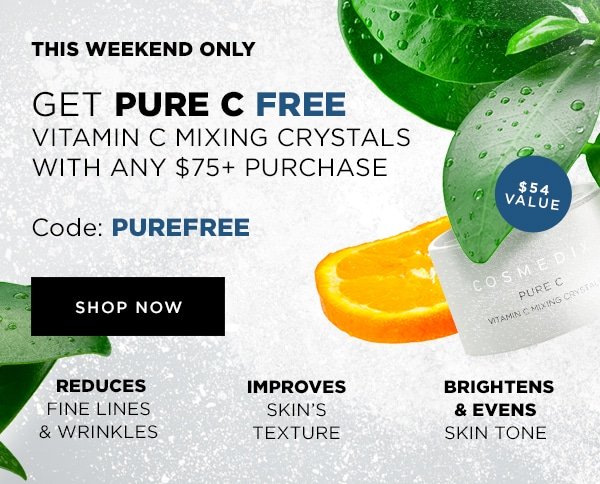 THIS WEEKEND ONLY
GET PURE C FREE
VITAMIN C MIXING CRYSTALS
WITH ANY $75+ PURCHASE
$54
VALUE
Code: PUREFREE
COSMEDIX
PURE C
VITAMIN C MIXING CRYSTAL
SHOP NOW
REDUCES
FINE LINES
& WRINKLES
IMPROVES
SKIN'S
TEXTURE
BRIGHTENS
& EVENS
SKIN TONE